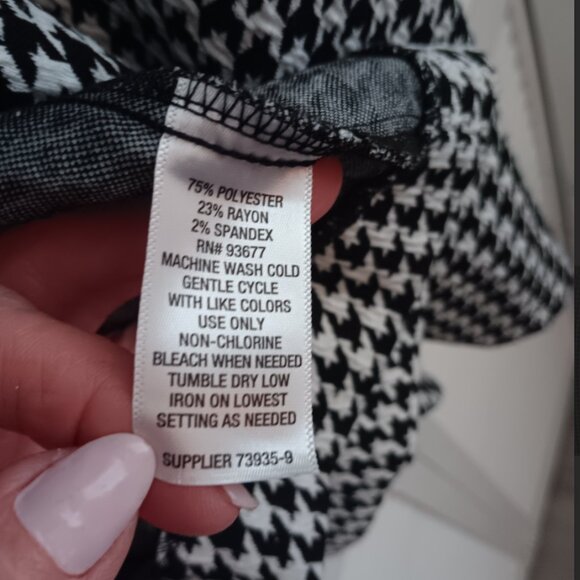 75% POLYESTER
23% RAYON
2% SPANDEX
RN# 93677
MACHINE WASH COLD
GENTLE CYCLE
WITH LIKE COLORS
USE ONLY
NON-CHLORINE
BLEACH WHEN NEEDED
TUMBLE DRY LOW
IRON ON LOWEST
SETTING AS NEEDED
SUPPLIER 73935-9